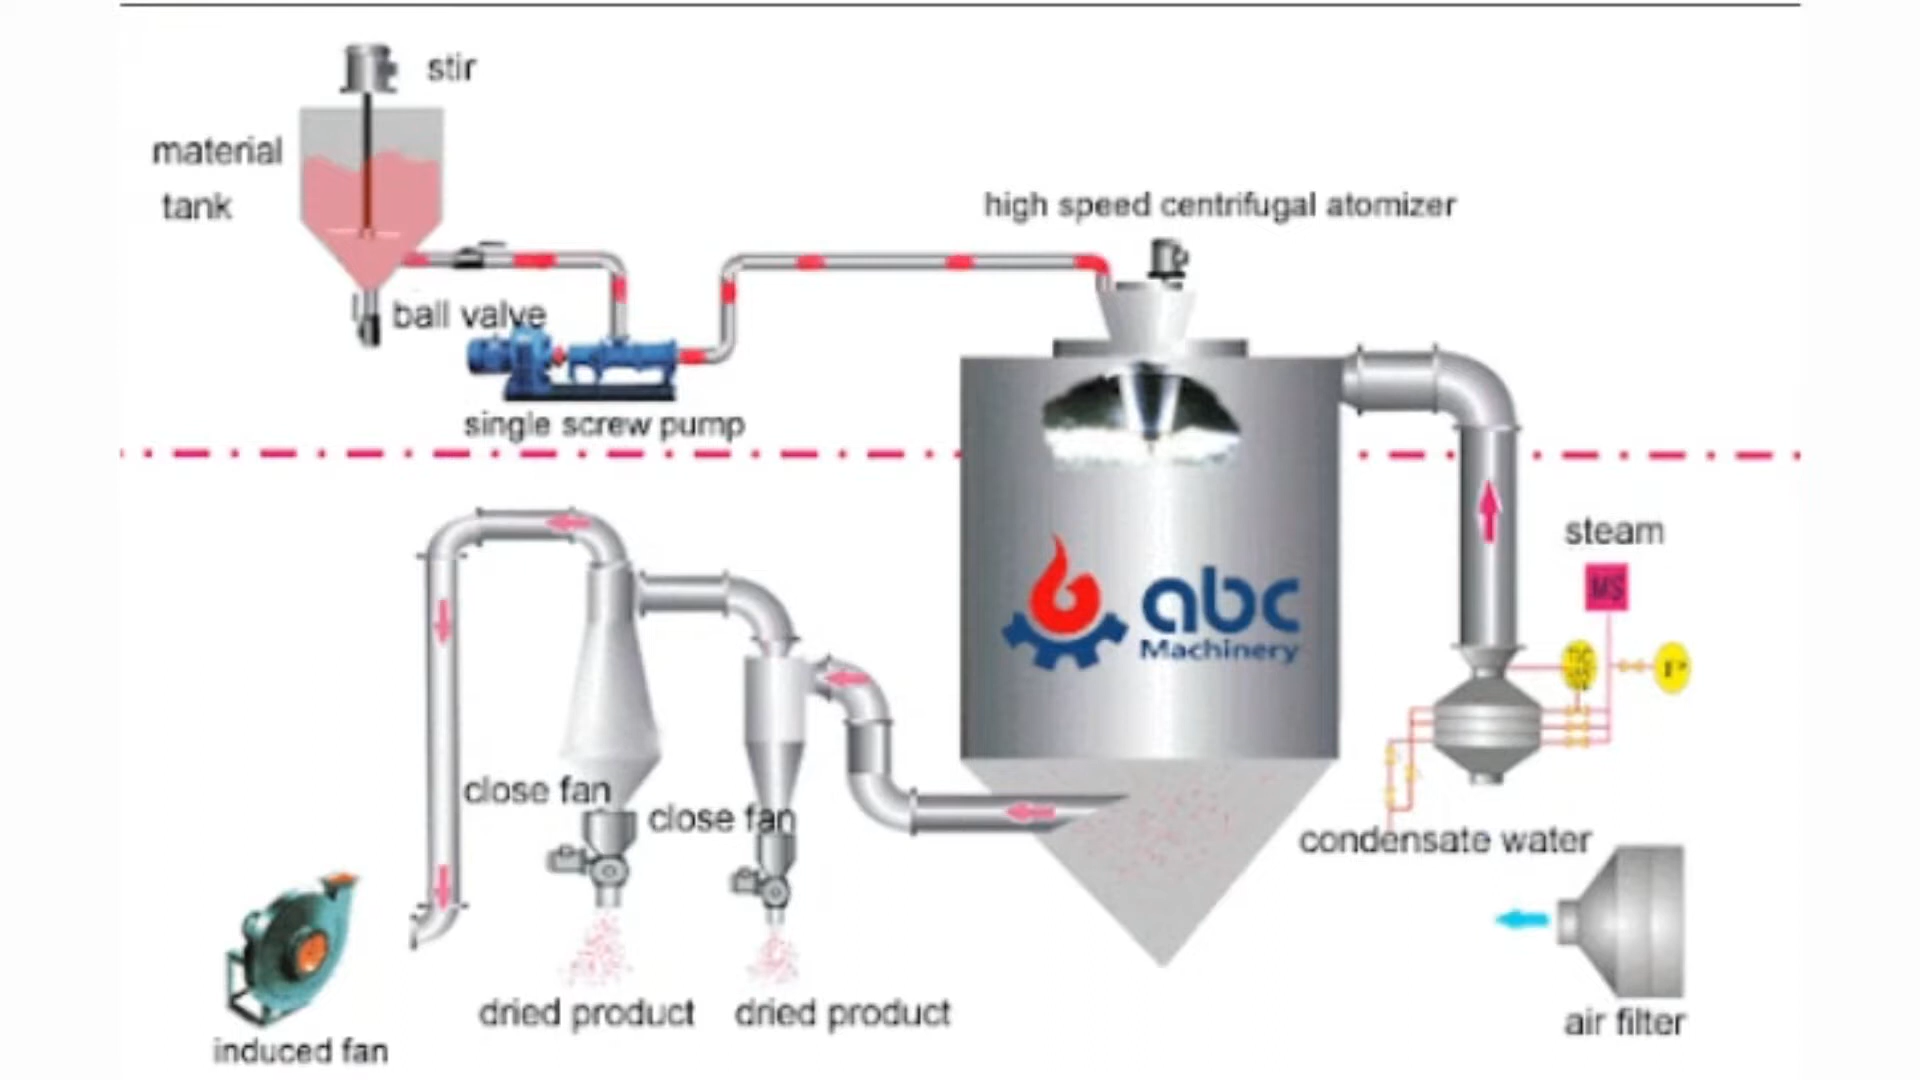 stir
material
tank
high speed centrifugal atomizer
ball valve
single screw pump
steam
MS
abc
Machinery
close fan
close fan
condensate water
dried product
dried product
air filter
induced fan